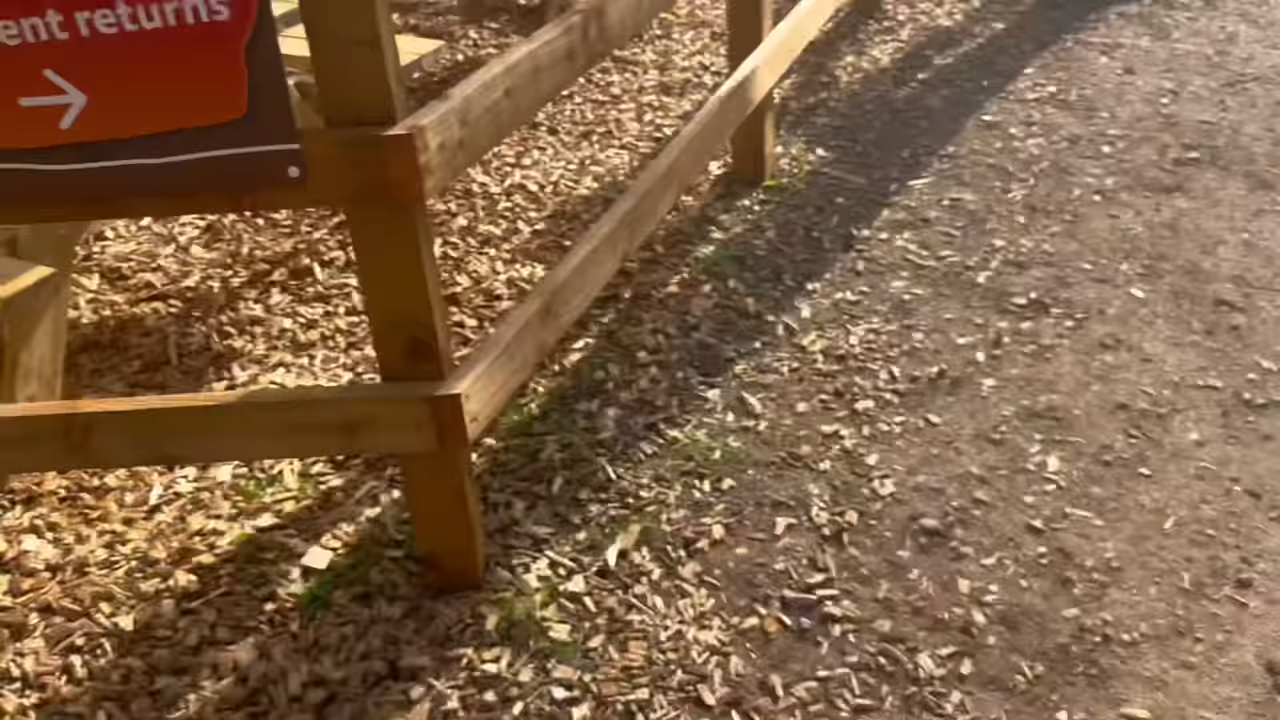 ent returns
→